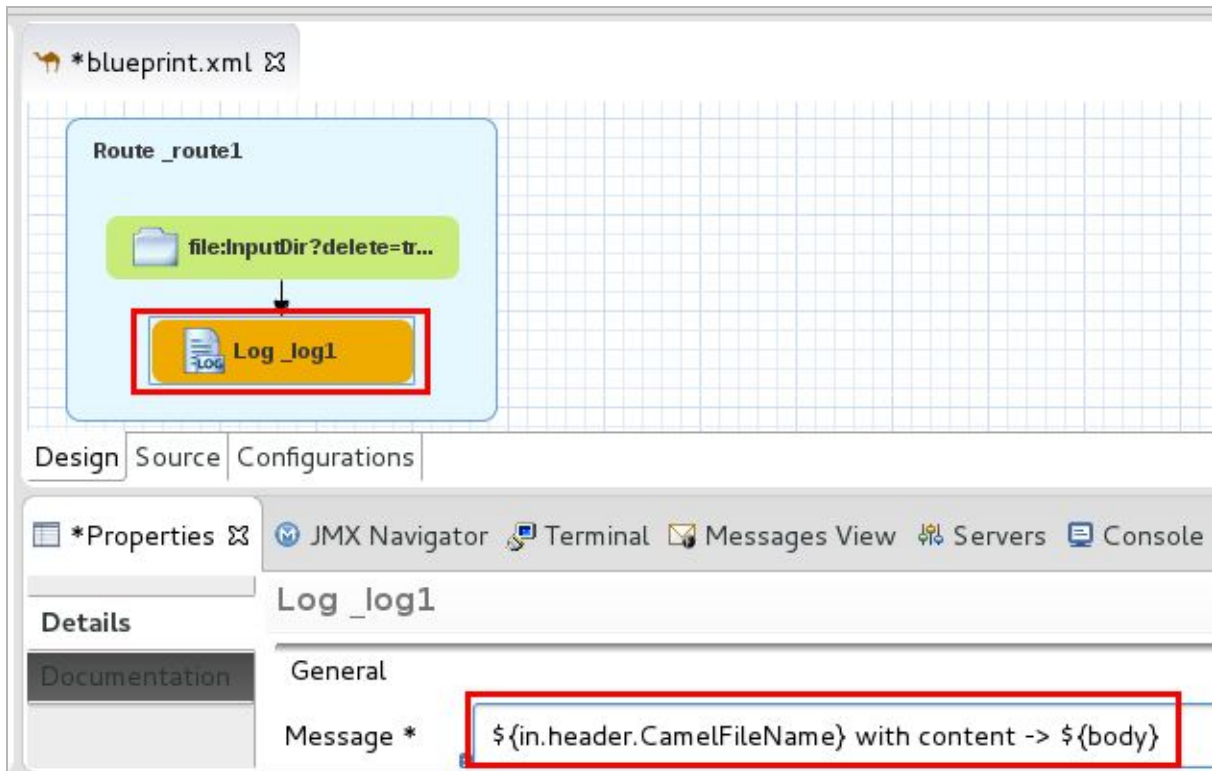 *blueprint.xml
Route _route1
file:InputDir?delete=tr...
LOG
Log _log1
Design Source Configurations
*Properties JMX Navigator Terminal Messages View Servers Console
Log _log1
Details
Documentation
General
Message * ${in.header.CamelFileName} with content -> ${body}